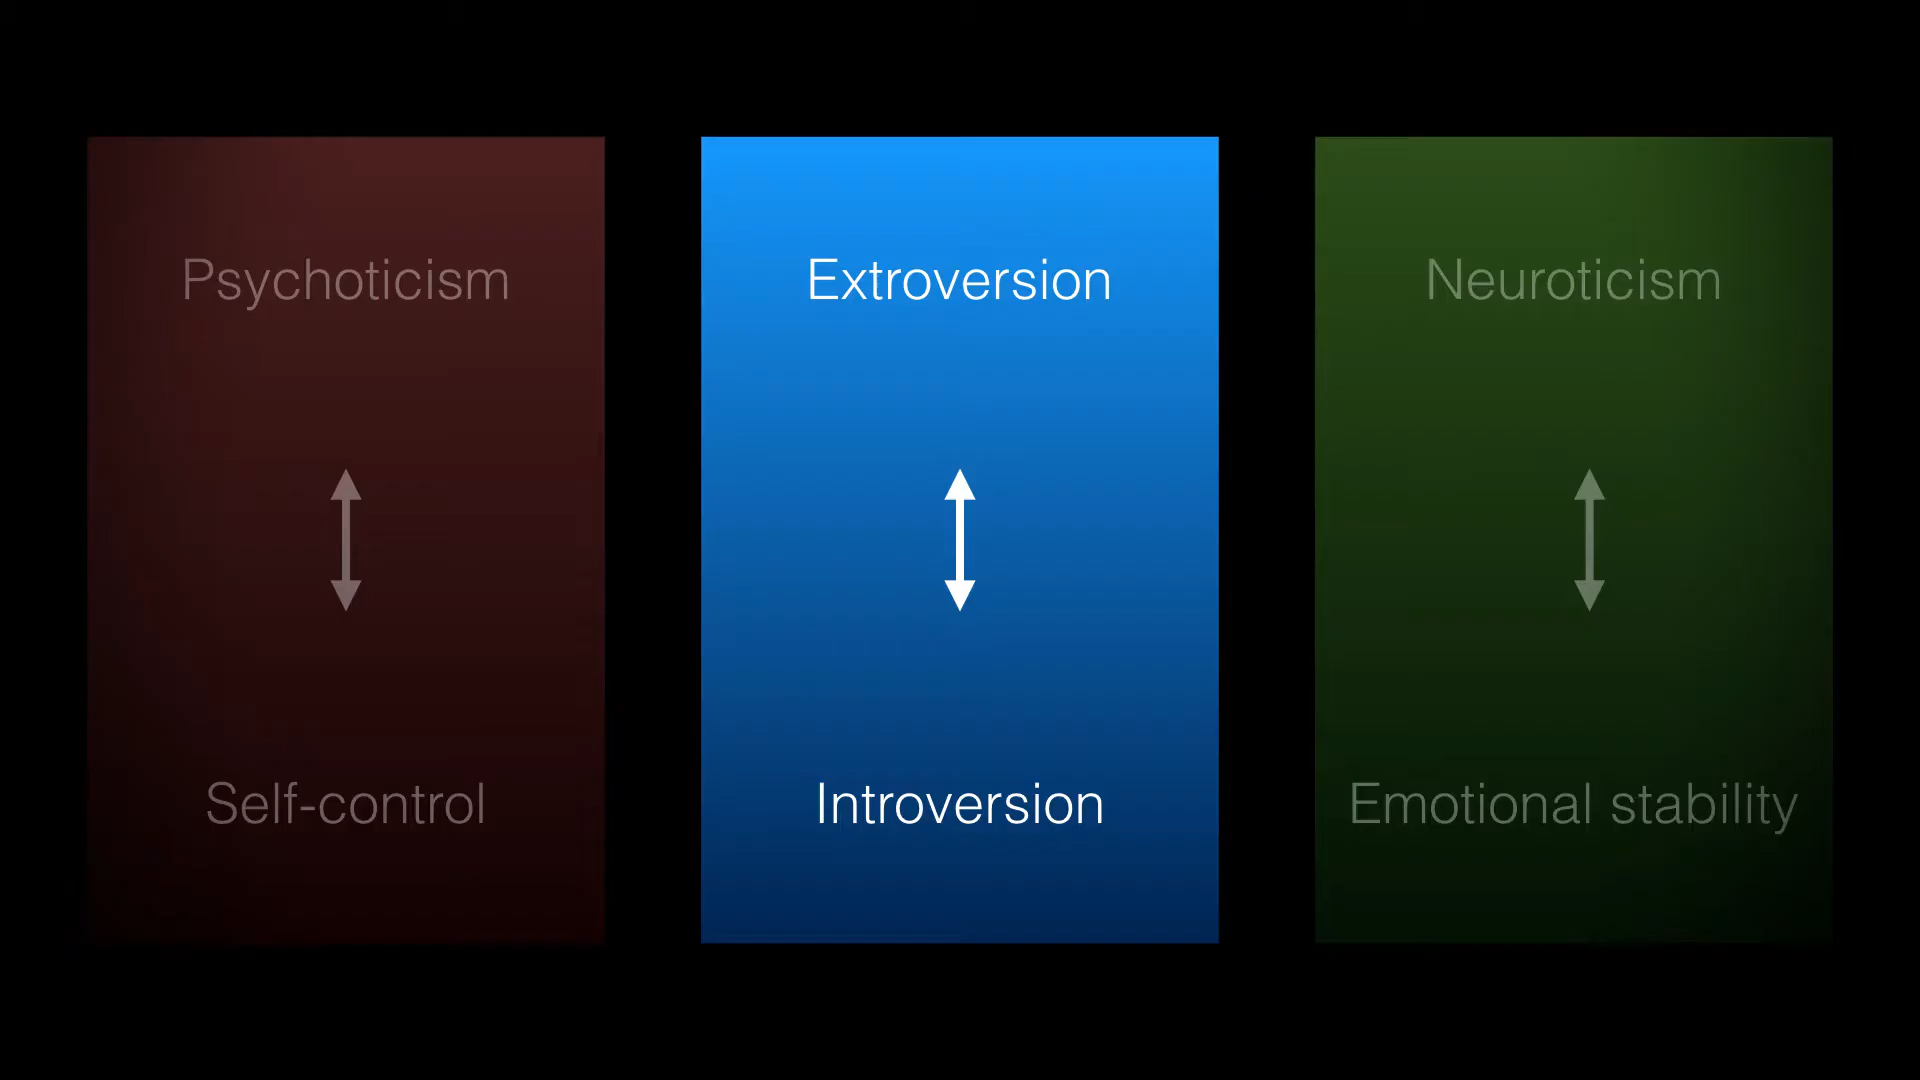 Psychoticism
Self-control
Extroversion
Introversion
Neuroticism
Emotional stability